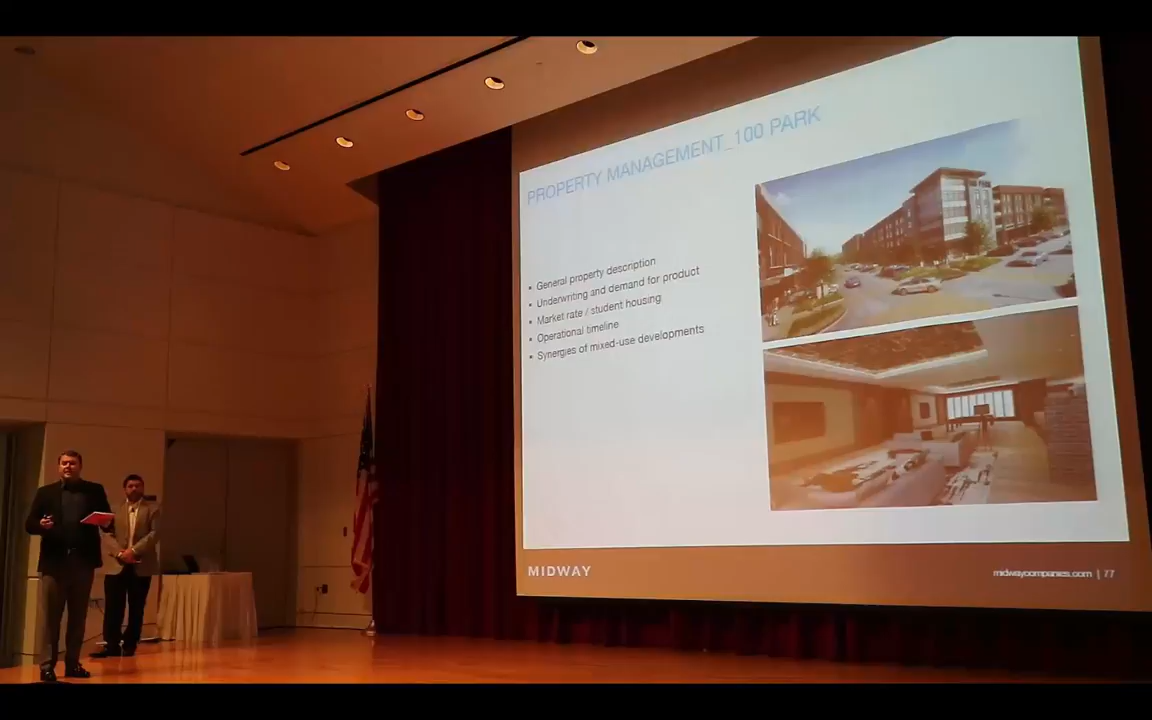 PROPERTY MANAGEMENT_100 PARK
• General property description
• Underwriting and demand for product
• Market rate / student housing
• Operational timeline
• Synergies of mixed-use developments
MIDWAY
midwaycompanies.com | 77